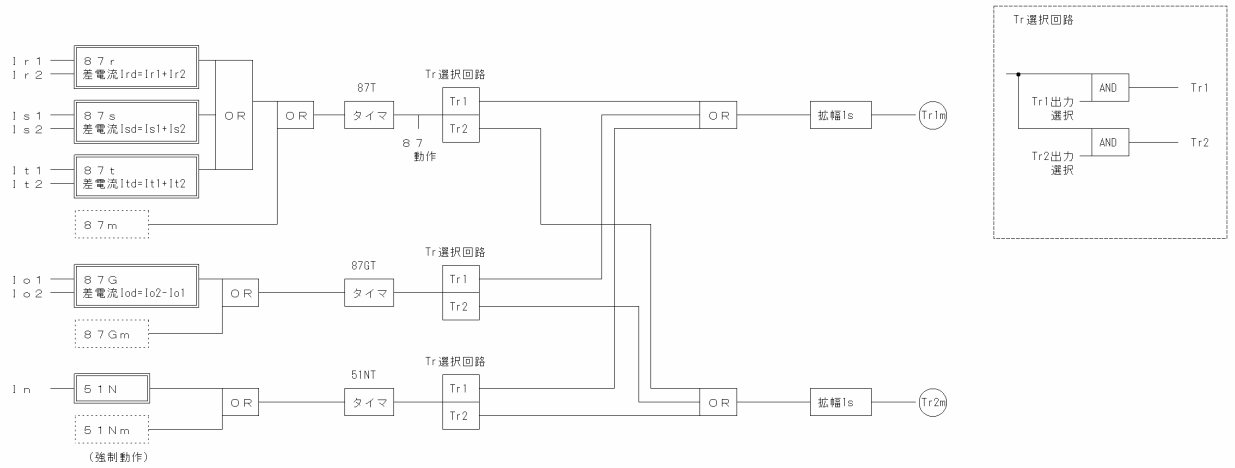 Ｉｒ１
Ｉｒ２
８７ｒ
差電流Ird=Ir1+Ir2
Ｉｓ１
Ｉｓ２
８７ｓ
差電流Isd=Is1+Is2
Ｉｔ１
Ｉｔ２
８７ｔ
差電流Itd=It1+It2
８７ｍ
ＯＲ
ＯＲ
87T
タイマ
８７
動作
Tr選択回路
Tr1
Tr2
ＯＲ
拡幅1s
Tr1m
Ｉｏ１
Ｉｏ２
８７Ｇ
差電流Iod=Io2-Io1
８７Ｇｍ
ＯＲ
87GT
タイマ
Tr選択回路
Tr1
Tr2
Ｉｎ
５１Ｎ
５１Ｎｍ
（強制動作）
ＯＲ
51NT
タイマ
Tr選択回路
Tr1
Tr2
ＯＲ
拡幅1s
Tr2m
Tr選択回路
AND
Tr1
Tr1出力
選択
AND
Tr2
Tr2出力
選択